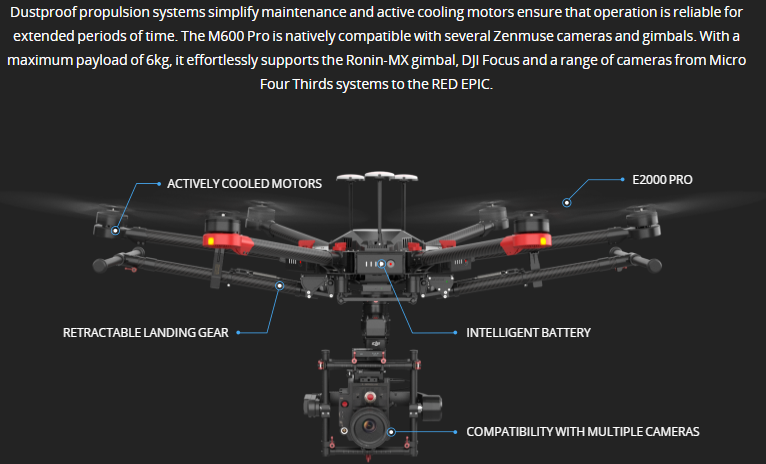 Dustproof propulsion systems simplify maintenance and active cooling motors ensure that operation is reliable for
extended periods of time. The M600 Pro is natively compatible with several Zenmuse cameras and gimbals. With a
maximum payload of 6kg, it effortlessly supports the Ronin-MX gimbal, DJI Focus and a range of cameras from Micro
Four Thirds systems to the RED EPIC.
ACTIVELY COOLED MOTORS
E2000 PRO
RETRACTABLE LANDING GEAR
INTELLIGENT BATTERY
COMPATIBILITY WITH MULTIPLE CAMERAS